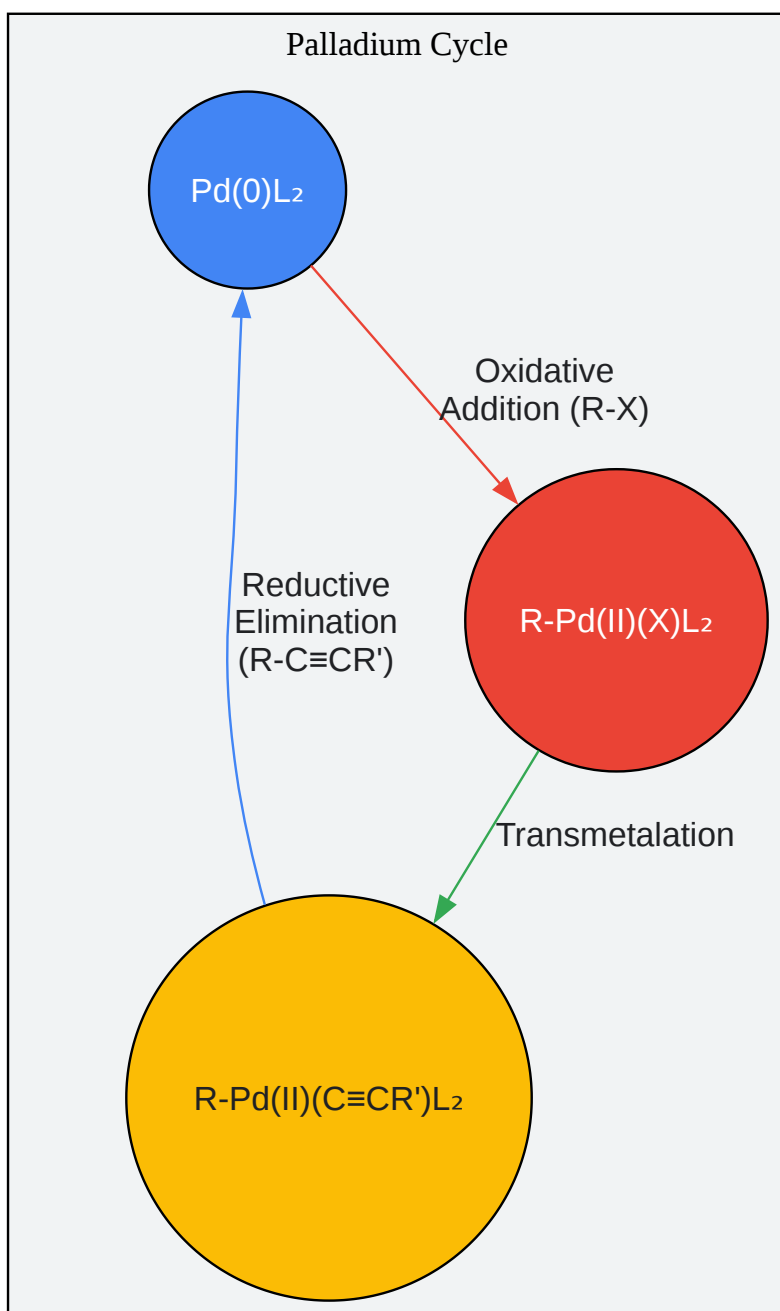 Palladium Cycle
Pd(0)L₂
Oxidative
Addition (R-X)
Reductive
Elimination
(R-C≡CR')
R-Pd(II)(X)L₂
Transmetalation
R-Pd(II)(C≡CR')L₂